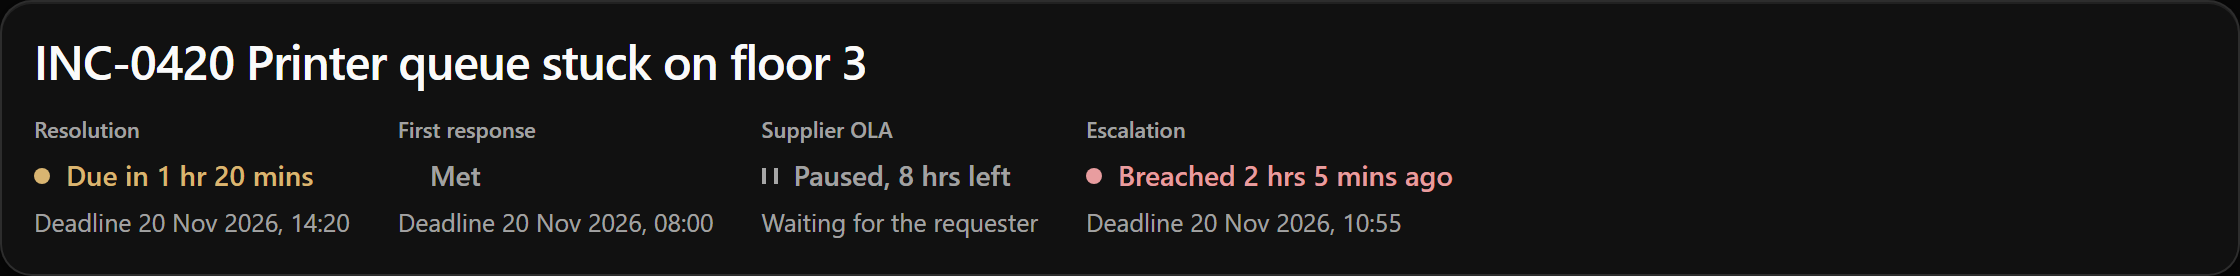 INC-0420 Printer queue stuck on floor 3
Resolution
Due in 1 hr 20 mins
Deadline 20 Nov 2026, 14:20
First response
Met
Deadline 20 Nov 2026, 08:00
Supplier OLA
Paused, 8 hrs left
Waiting for the requester
Escalation
Breached 2 hrs 5 mins ago
Deadline 20 Nov 2026, 10:55